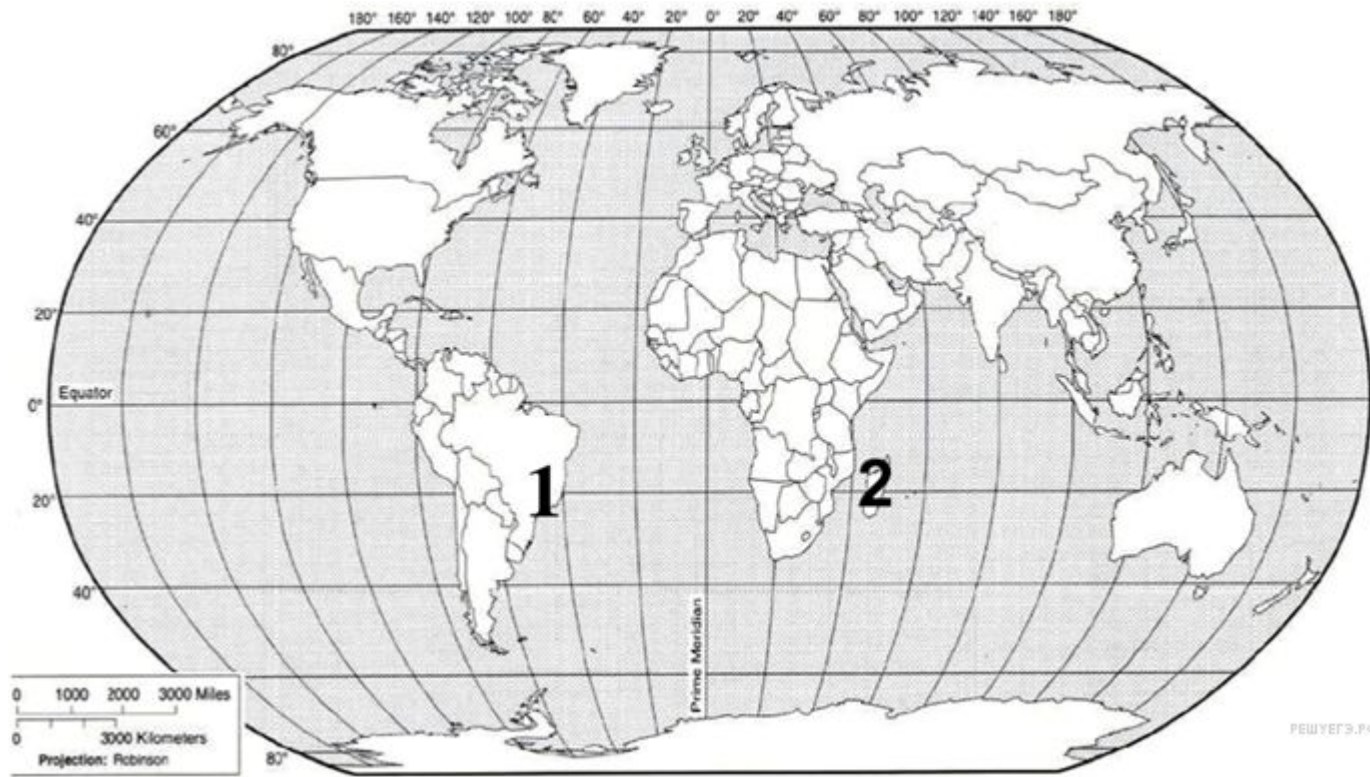 180° 160° 140° 120° 100° 80° 60° 40° 20° 0° 20° 40° 60° 80° 100° 120° 140° 160° 180°
80°
60°
40°
20°
Equator
0°
1
2
20°
40°
Prime Meridian
0 1000 2000 3000 Miles
0 3000 Kilometers
Projection: Robinson
80°
РЕШУЕГЭ.РФ